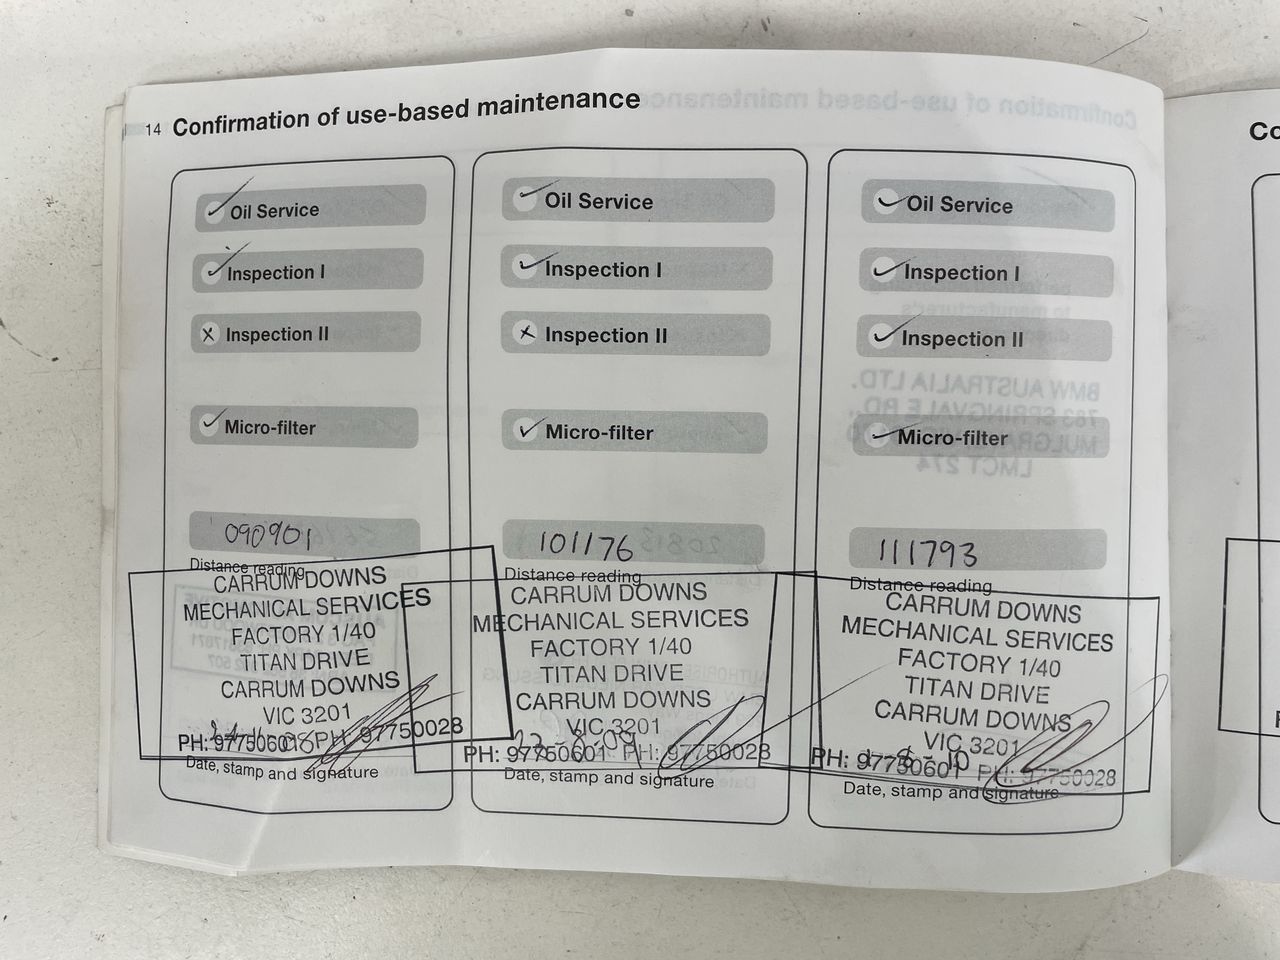 14 Confirmation of use-based maintenance
Oil Service
Inspection I
Inspection II
Micro-filter
090901
Distance reading
CARRUM DOWNS
MECHANICAL SERVICES
FACTORY 1/40
TITAN DRIVE
CARRUM DOWNS
VIC 3201
PH: 97750601 PH: 97750028
Date, stamp and signature
Oil Service
Inspection I
Inspection II
Micro-filter
101176
Distance reading
CARRUM DOWNS
MECHANICAL SERVICES
FACTORY 1/40
TITAN DRIVE
CARRUM DOWNS
VIC 3201
PH: 97750601 PH: 97750028
Date, stamp and signature
Oil Service
Inspection I
Inspection II
Micro-filter
111793
Distance reading
CARRUM DOWNS
MECHANICAL SERVICES
FACTORY 1/40
TITAN DRIVE
CARRUM DOWNS
VIC 3201
PH: 97750601 PH: 97750028
Date, stamp and signature